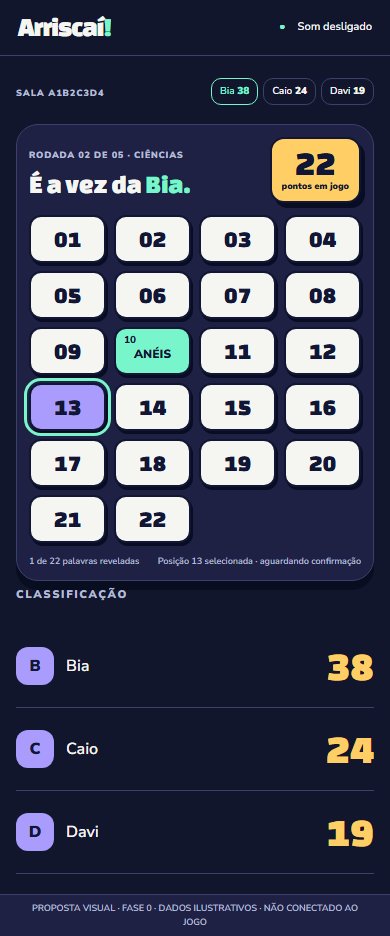 Arriscaí!
Som desligado
SALA A1B2C3D4
Bia 38
Caio 24
Davi 19
RODADA 02 DE 05 · CIÊNCIAS
É a vez da Bia.
22
pontos em jogo
01 02 03 04
05 06 07 08
09 10 ANÉIS 11 12
13 14 15 16
17 18 19 20
21 22
1 de 22 palavras reveladas
Posição 13 selecionada · aguardando confirmação
CLASSIFICAÇÃO
B Bia 38
C Caio 24
D Davi 19
PROPOSTA VISUAL · FASE 0 · DADOS ILUSTRATIVOS · NÃO CONECTADO AO
JOGO